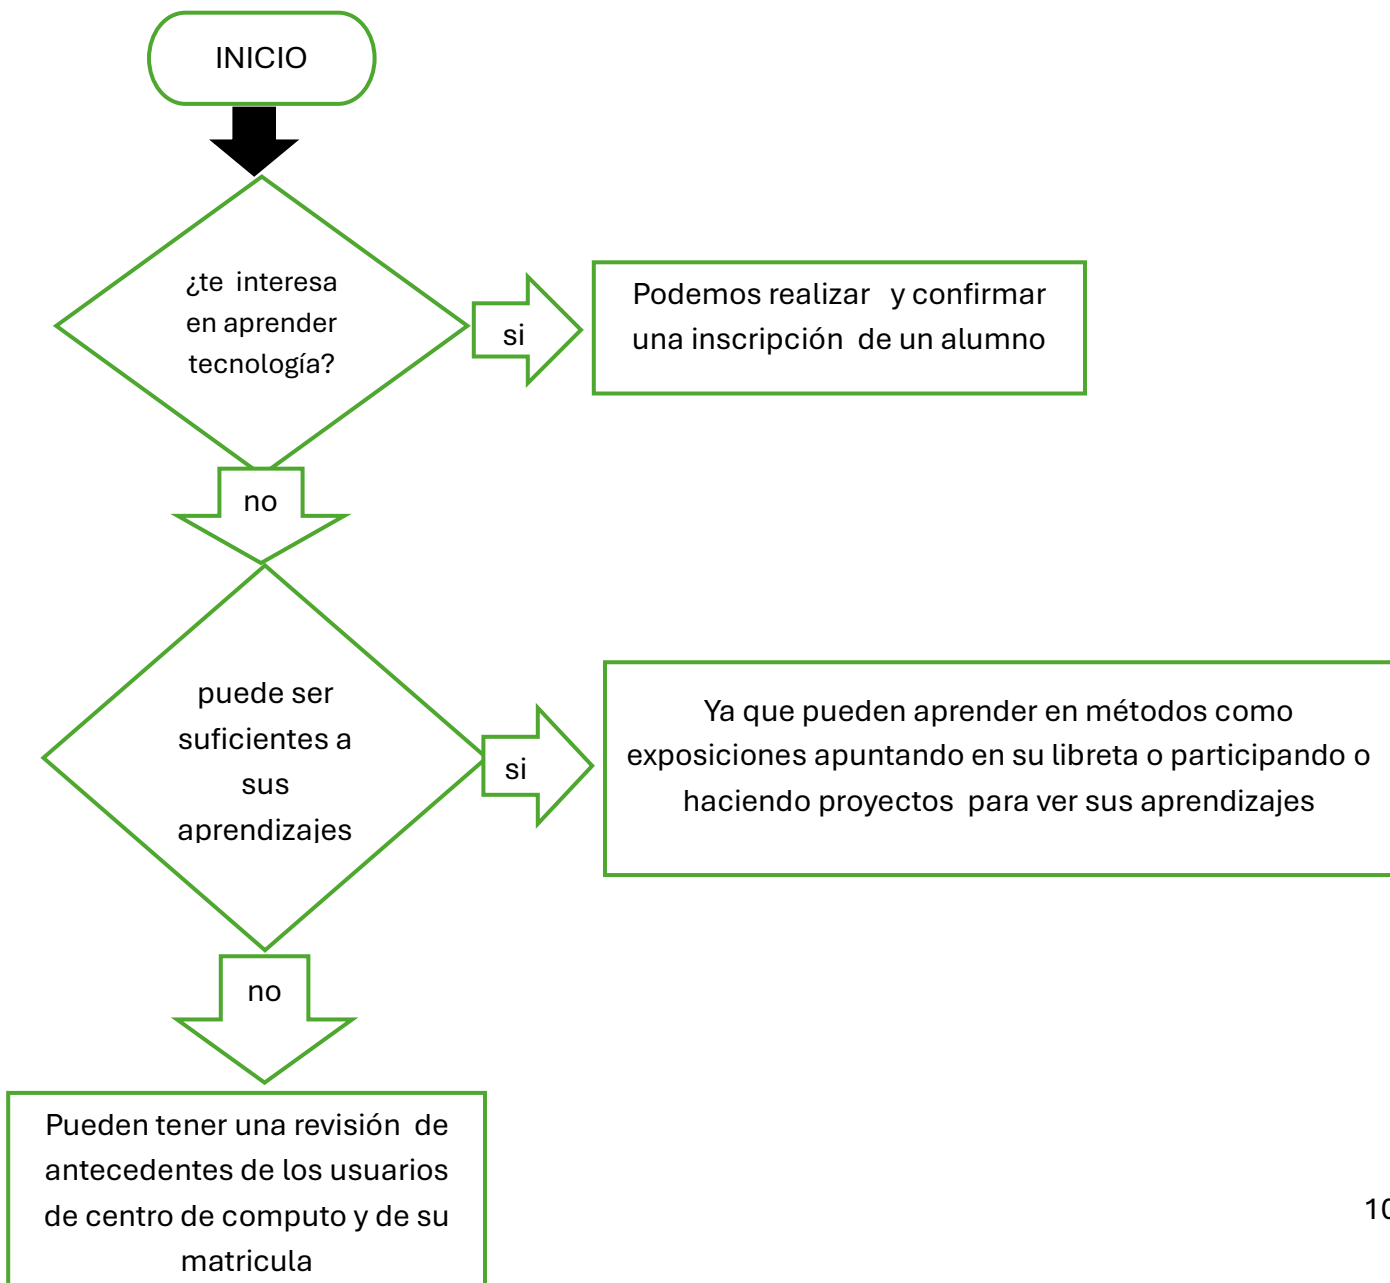 INICIO
¿te interesa
en aprender
tecnología?
si
Podemos realizar y confirmar
una inscripción de un alumno
no
puede ser
suficientes a
sus
aprendizajes
si
Ya que pueden aprender en métodos como
exposiciones apuntando en su libreta o participando o
haciendo proyectos para ver sus aprendizajes
no
Pueden tener una revisión de
antecedentes de los usuarios
de centro de computo y de su
matricula
10